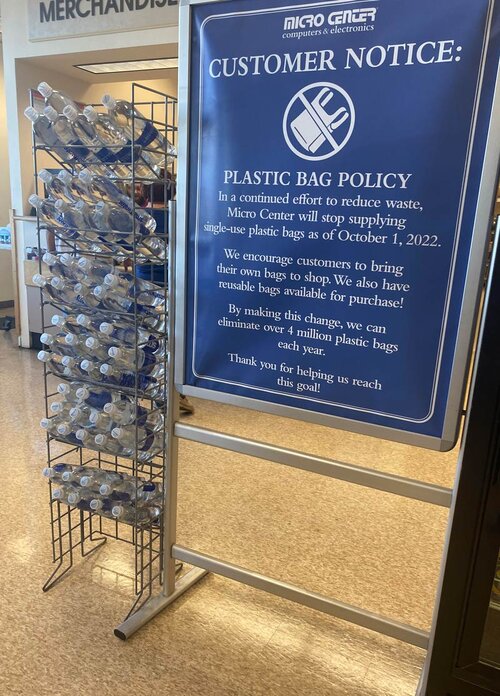 MERCHANDISE
MICRO CENTER
computers & electronics
CUSTOMER NOTICE:
PLASTIC BAG POLICY
In a continued effort to reduce waste,
Micro Center will stop supplying
single-use plastic bags as of October 1, 2022.
We encourage customers to bring
their own bags to shop. We also have
reusable bags available for purchase!
By making this change, we can
eliminate over 4 million plastic bags
each year.
Thank you for helping us reach
this goal!